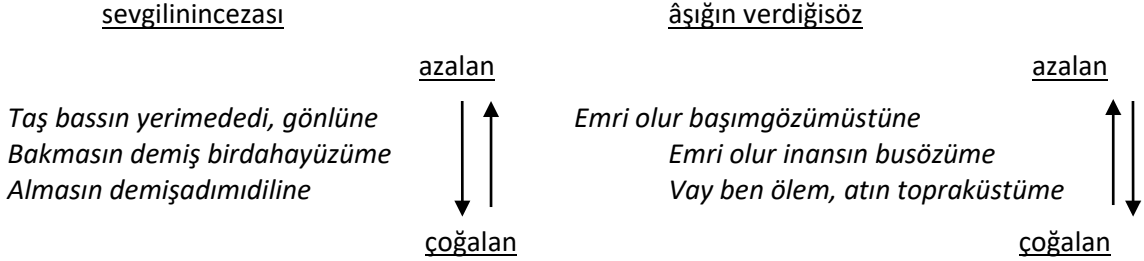 sevgilininincezası âşığın verdiğisöz
azalan azalan
Taş bassın yerimededi, gönlüne Emri olur başımgözümüstüne
Bakmasın demiş birdahayüzüme Emri olur inansın busözüme
Almasın demişadımıdiline Vay ben ölem, atın topraküstüme
çoğalan çoğalan